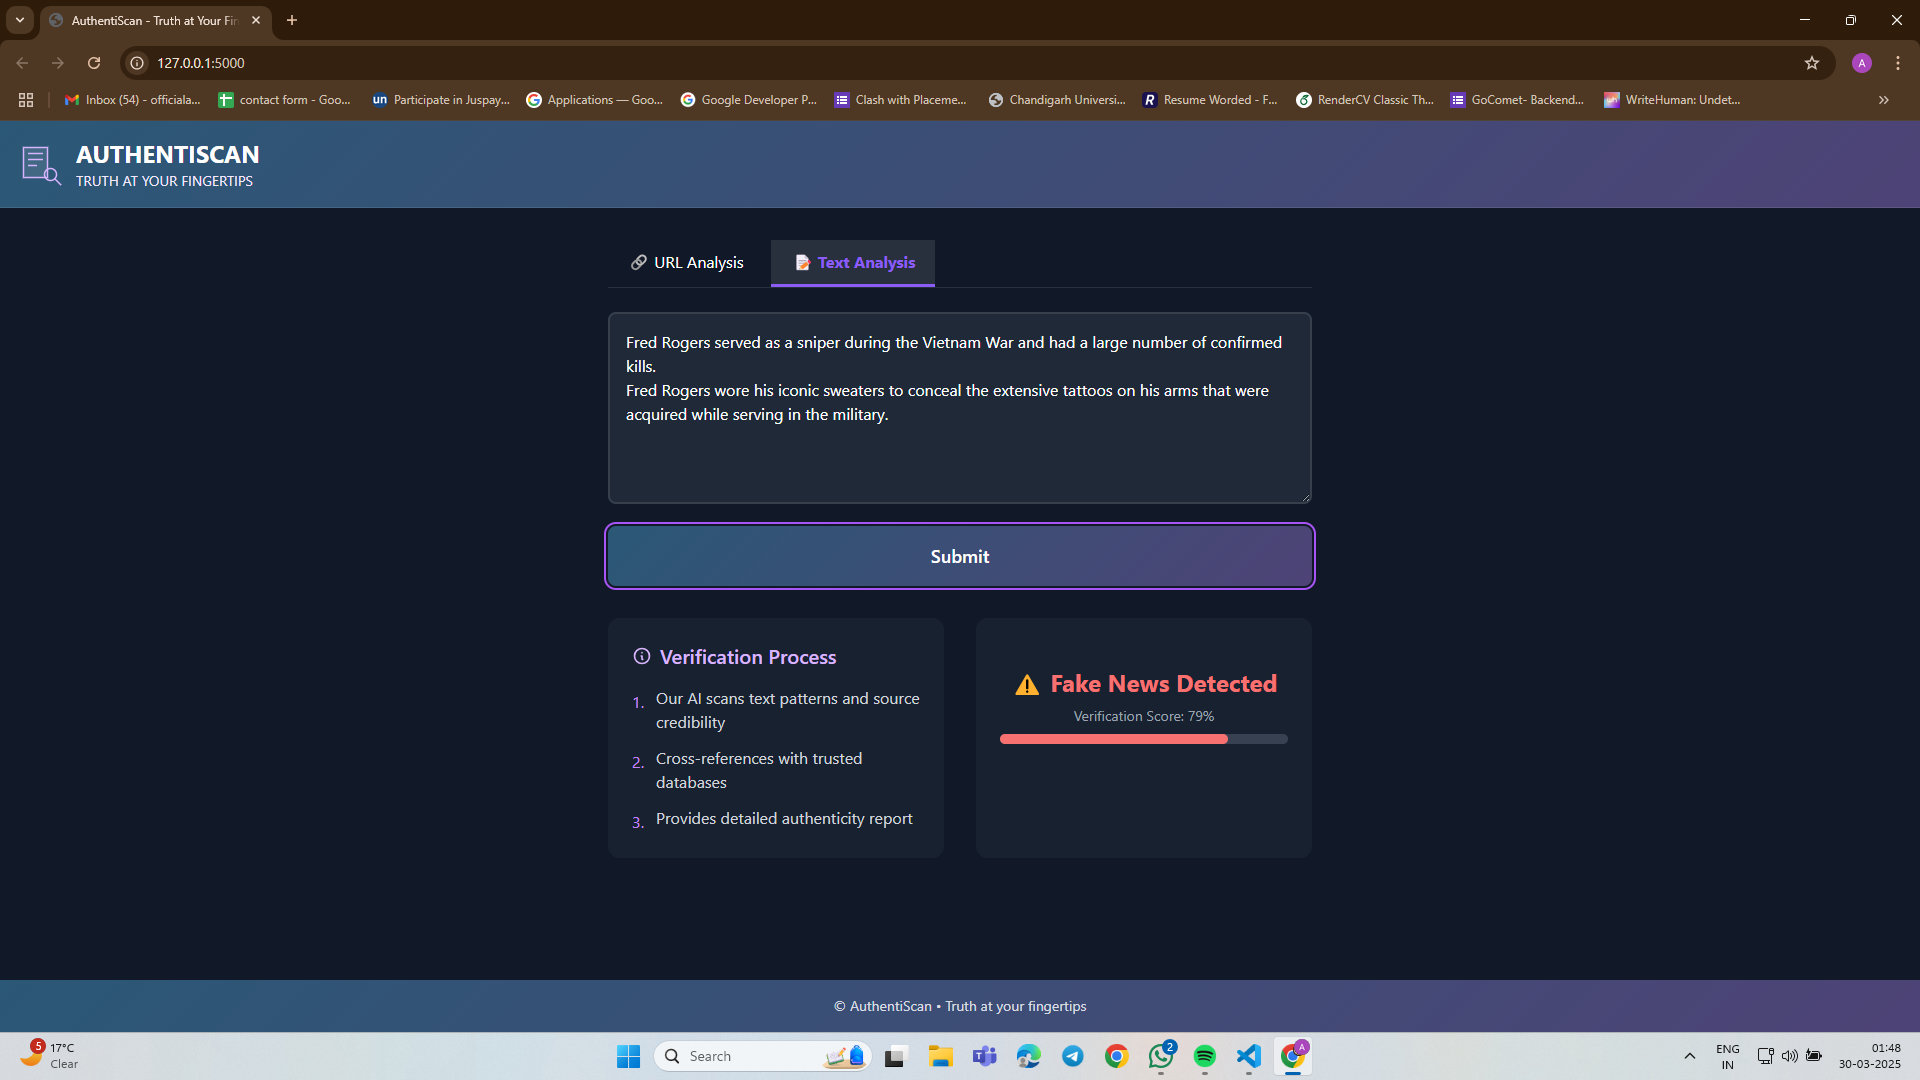 AuthentiScan - Truth at Your Fin
127.0.0.1:5000
A
Inbox (54) - officiala...
contact form - Goo...
un
Participate in Juspay...
Applications — Goo...
Google Developer P...
Clash with Placeme...
Chandigarh Universi...
R
Resume Worded - F...
RenderCV Classic Th...
GoComet- Backend...
WriteHuman: Undet...
AUTHENTISCAN
TRUTH AT YOUR FINGERTIPS
URL Analysis
Text Analysis
Fred Rogers served as a sniper during the Vietnam War and had a large number of confirmed
kills.
Fred Rogers wore his iconic sweaters to conceal the extensive tattoos on his arms that were
acquired while serving in the military.
Submit
Verification Process
1. Our AI scans text patterns and source
credibility
2. Cross-references with trusted
databases
3. Provides detailed authenticity report
Fake News Detected
Verification Score: 79%
© AuthentiScan • Truth at your fingertips
5
17°C
Clear
Search
2
A
ENG
IN
01:48
30-03-2025